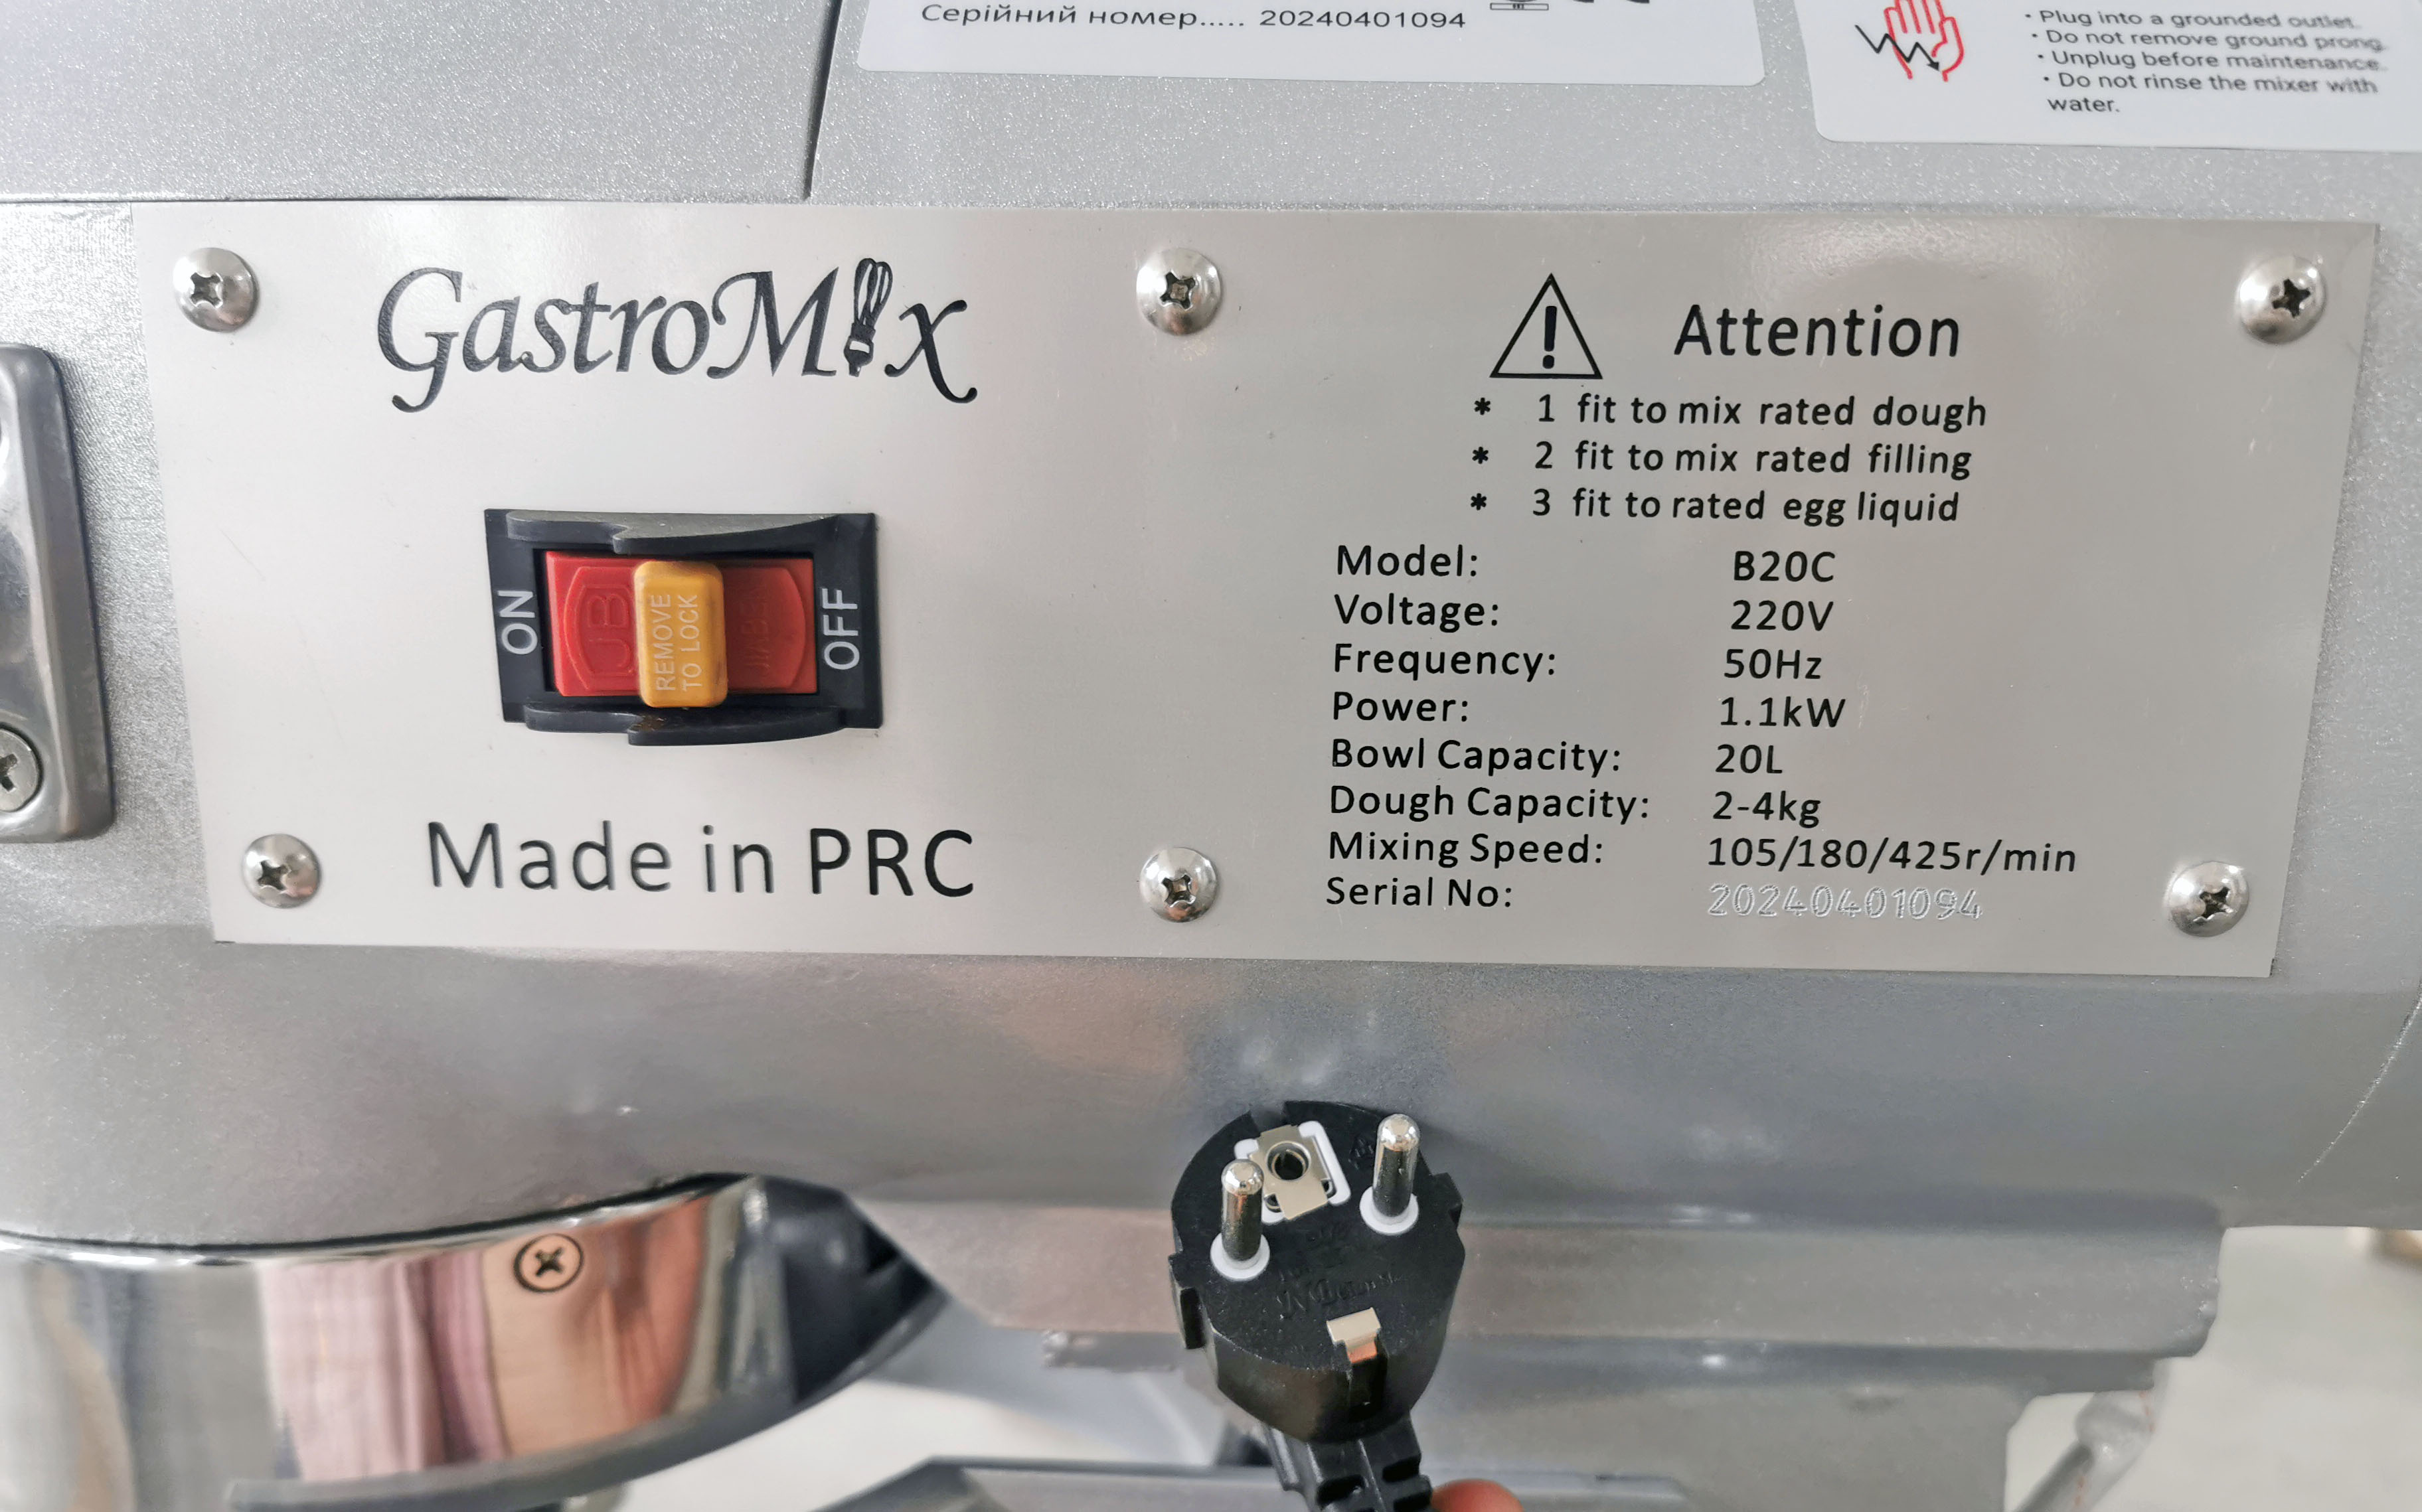 Серійний номер..... 20240401094
• Plug into a grounded outlet.
• Do not remove ground prong.
• Unplug before maintenance.
• Do not rinse the mixer with
water.
GastroMix
ON
REMOVE
TO LOCK
OFF
Made in PRC
! Attention
* 1 fit to mix rated dough
* 2 fit to mix rated filling
* 3 fit to rated egg liquid
Model: B20C
Voltage: 220V
Frequency: 50Hz
Power: 1.1kW
Bowl Capacity: 20L
Dough Capacity: 2-4kg
Mixing Speed: 105/180/425r/min
Serial No: 20240401094